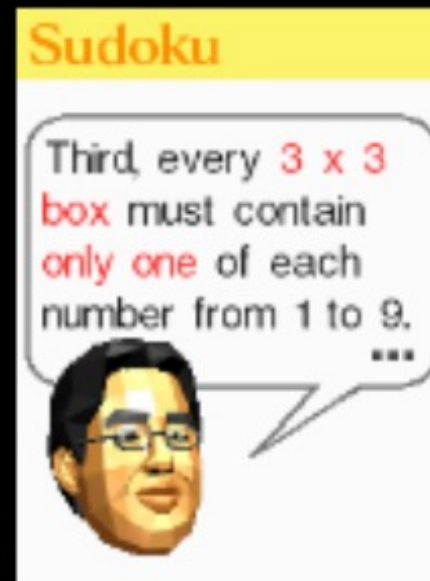 Sudoku
Third, every 3 x 3
box must contain
only one of each
number from 1 to 9.
...